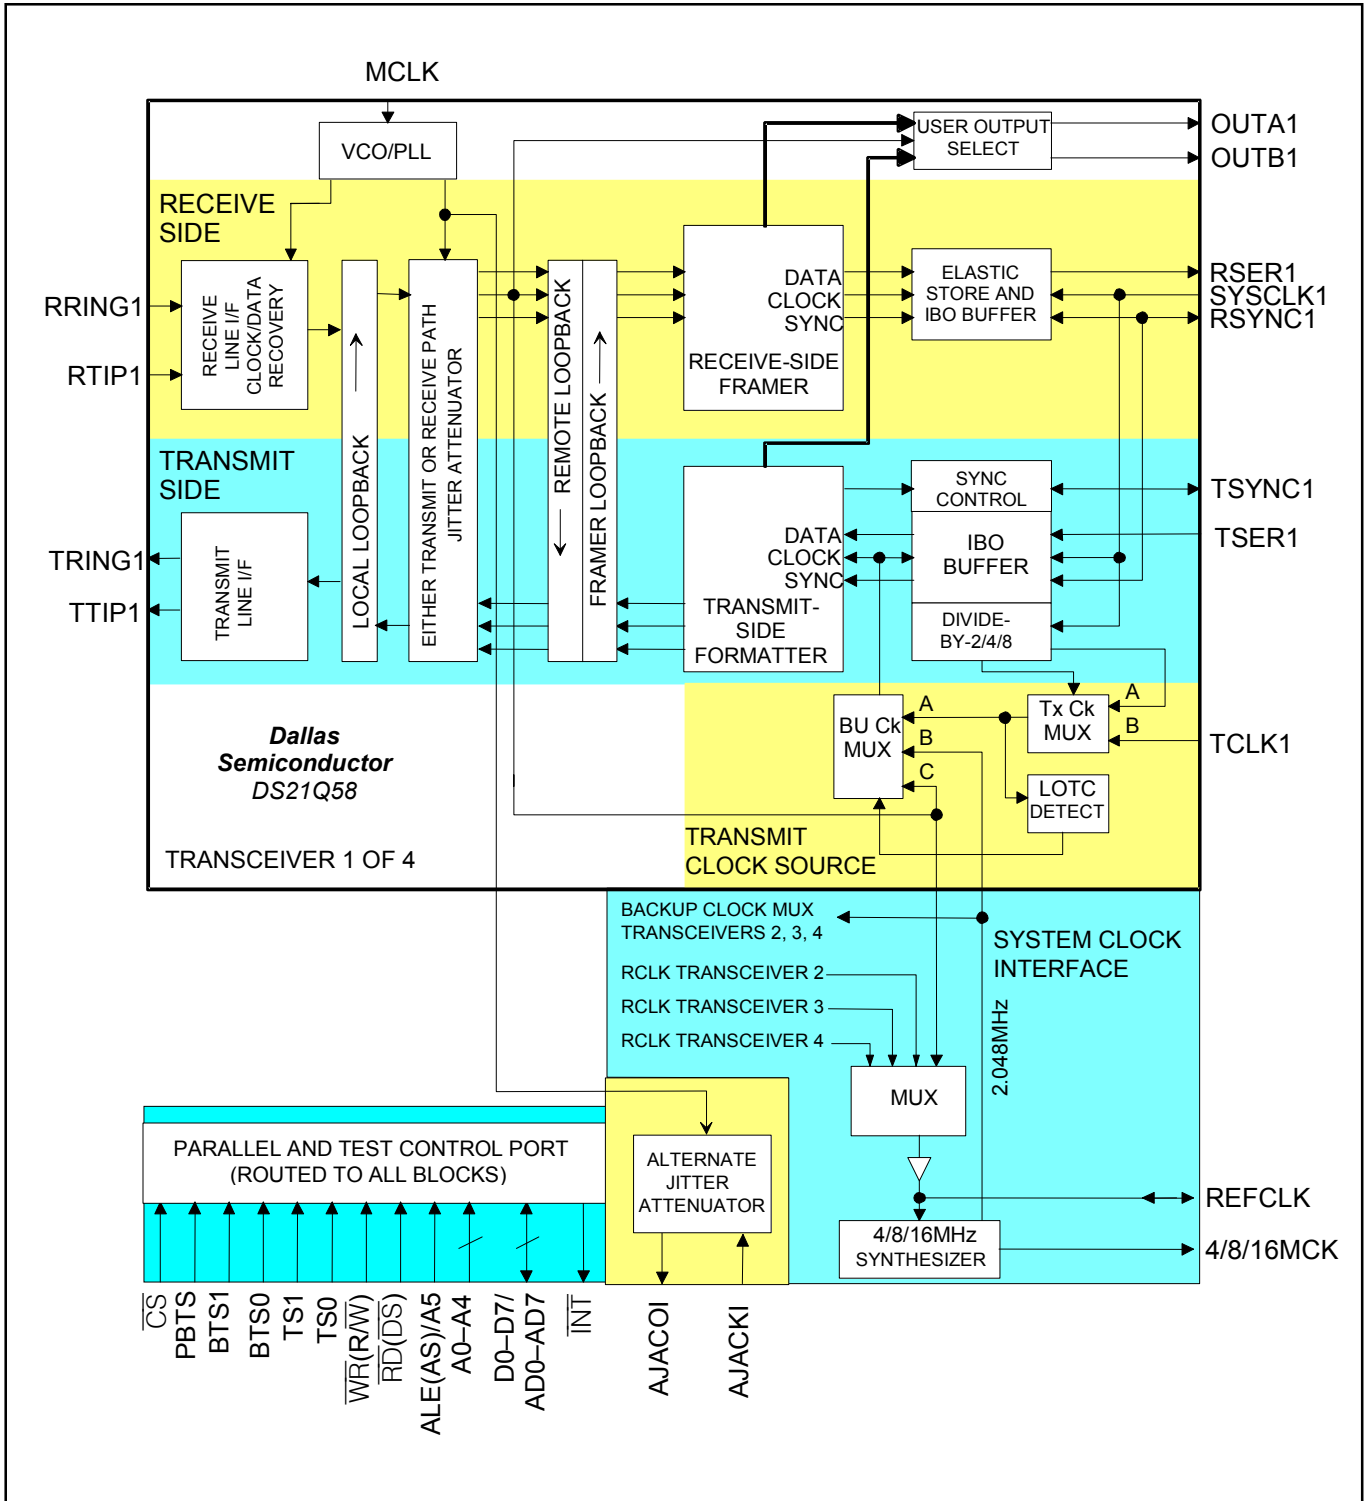 MCLK
VCO/PLL
USER OUTPUT
SELECT
OUTA1
OUTB1
RECEIVE
SIDE
RRING1
RTIP1
RECEIVE
LINE I/F
CLOCK/DATA
RECOVERY
LOCAL LOOPBACK
EITHER TRANSMIT OR RECEIVE PATH
JITTER ATTENUATOR
REMOTE LOOPBACK
FRAMER LOOPBACK
DATA
CLOCK
SYNC
RECEIVE-SIDE
FRAMER
ELASTIC
STORE AND
IBO BUFFER
RSER1
SYSCLK1
RSYNC1
TRANSMIT
SIDE
TRING1
TTIP1
TRANSMIT
LINE I/F
DATA
CLOCK
SYNC
TRANSMIT-
SIDE
FORMATTER
SYNC
CONTROL
IBO
BUFFER
DIVIDE-
BY-2/4/8
TSYNC1
TSER1
Dallas
Semiconductor
DS21Q58
TRANSCEIVER 1 OF 4
BU Ck
MUX
A
B
C
Tx Ck
MUX
A
B
TCLK1
LOTC
DETECT
TRANSMIT
CLOCK SOURCE
BACKUP CLOCK MUX
TRANSCEIVERS 2, 3, 4
SYSTEM CLOCK
INTERFACE
RCLK TRANSCEIVER 2
RCLK TRANSCEIVER 3
RCLK TRANSCEIVER 4
2.048MHz
MUX
REFCLK
4/8/16MHz
SYNTHESIZER
4/8/16MCK
PARALLEL AND TEST CONTROL PORT
(ROUTED TO ALL BLOCKS)
ALTERNATE
JITTER
ATTENUATOR
CS
PBTS
BTS1
BTS0
TS1
TS0
WR(R/W)
RD(DS)
ALE(AS)/A5
A0–A4
D0–D7/
AD0–AD7
INT
AJACOI
AJACKI